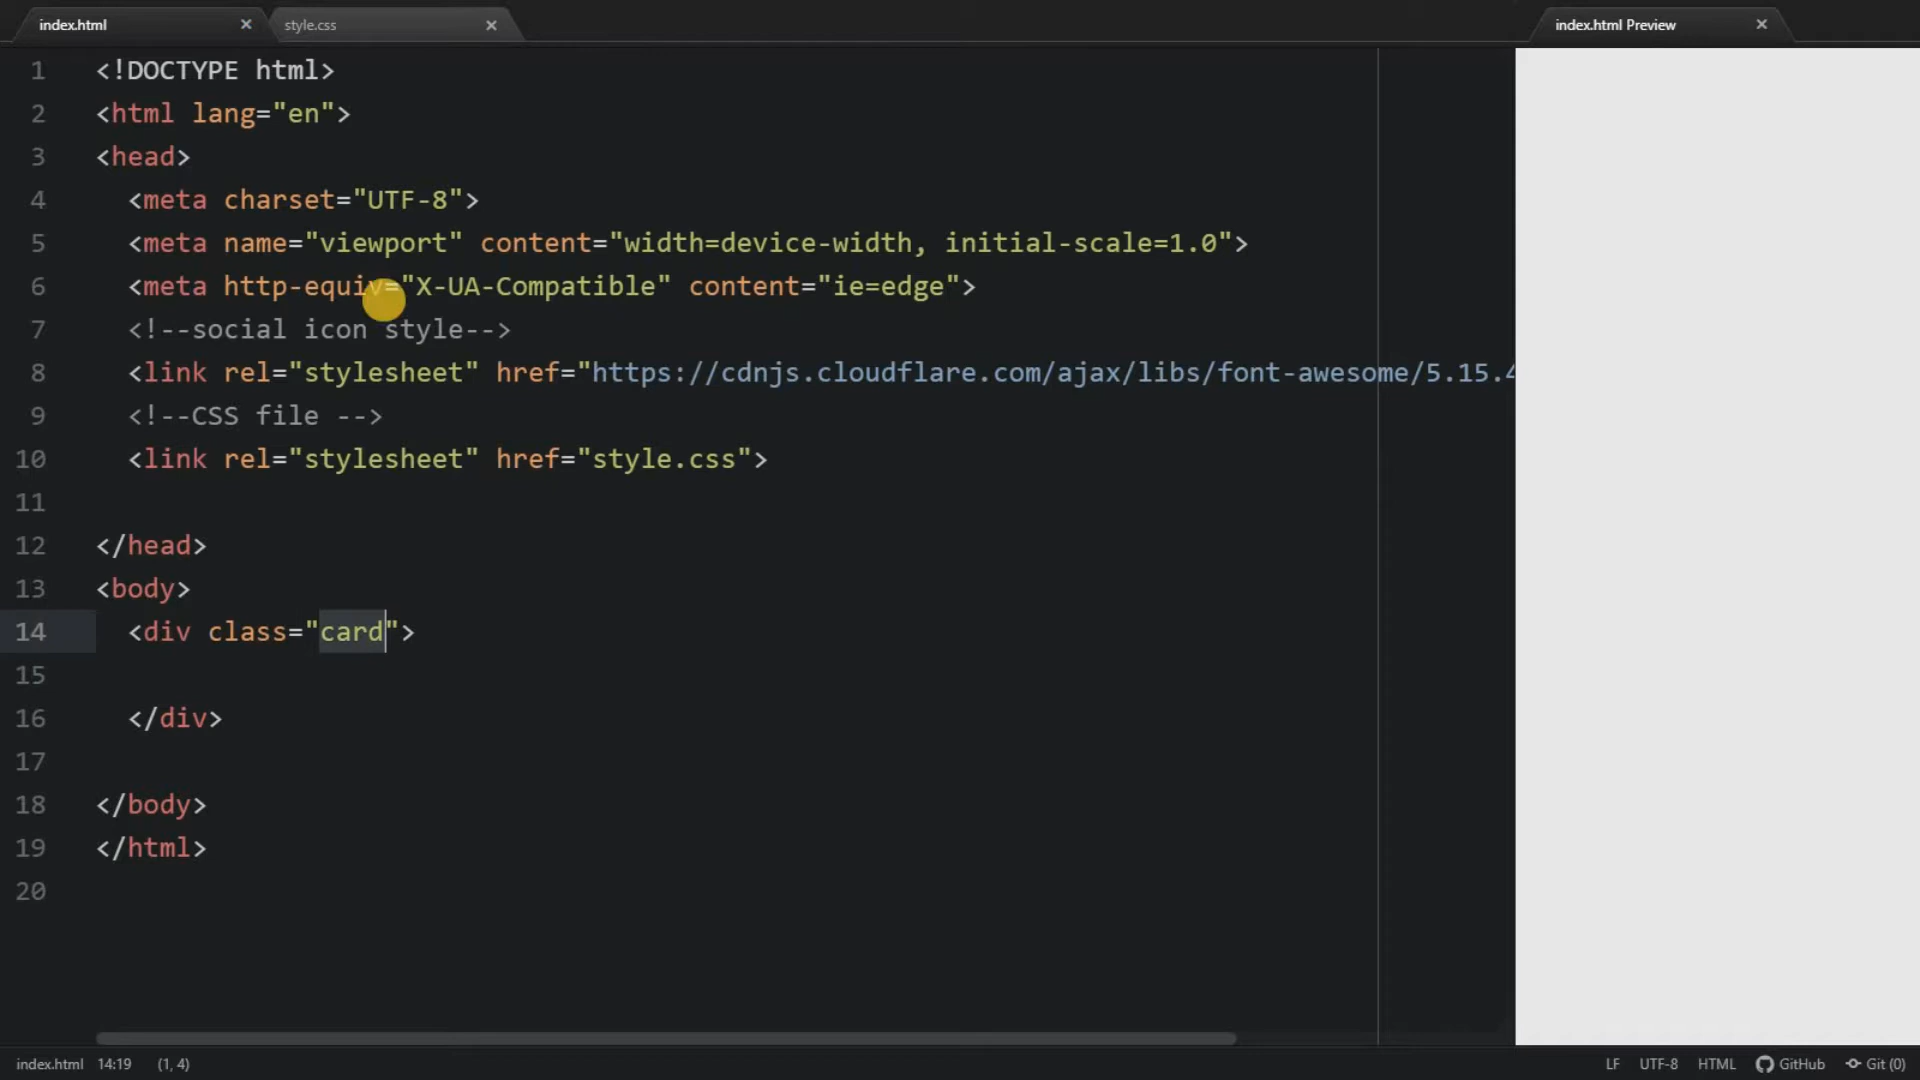 index.html
style.css
index.html Preview
1 <!DOCTYPE html>
2 <html lang="en">
3 <head>
4 <meta charset="UTF-8">
5 <meta name="viewport" content="width=device-width, initial-scale=1.0">
6 <meta http-equiv="X-UA-Compatible" content="ie=edge">
7 <!--social icon style-->
8 <link rel="stylesheet" href="https://cdnjs.cloudflare.com/ajax/libs/font-awesome/5.15.4
9 <!--CSS file -->
10 <link rel="stylesheet" href="style.css">
11
12 </head>
13 <body>
14 <div class="card">
15
16 </div>
17
18 </body>
19 </html>
20
index.html 14:19 (1, 4)
LF UTF-8 HTML GitHub Git (0)